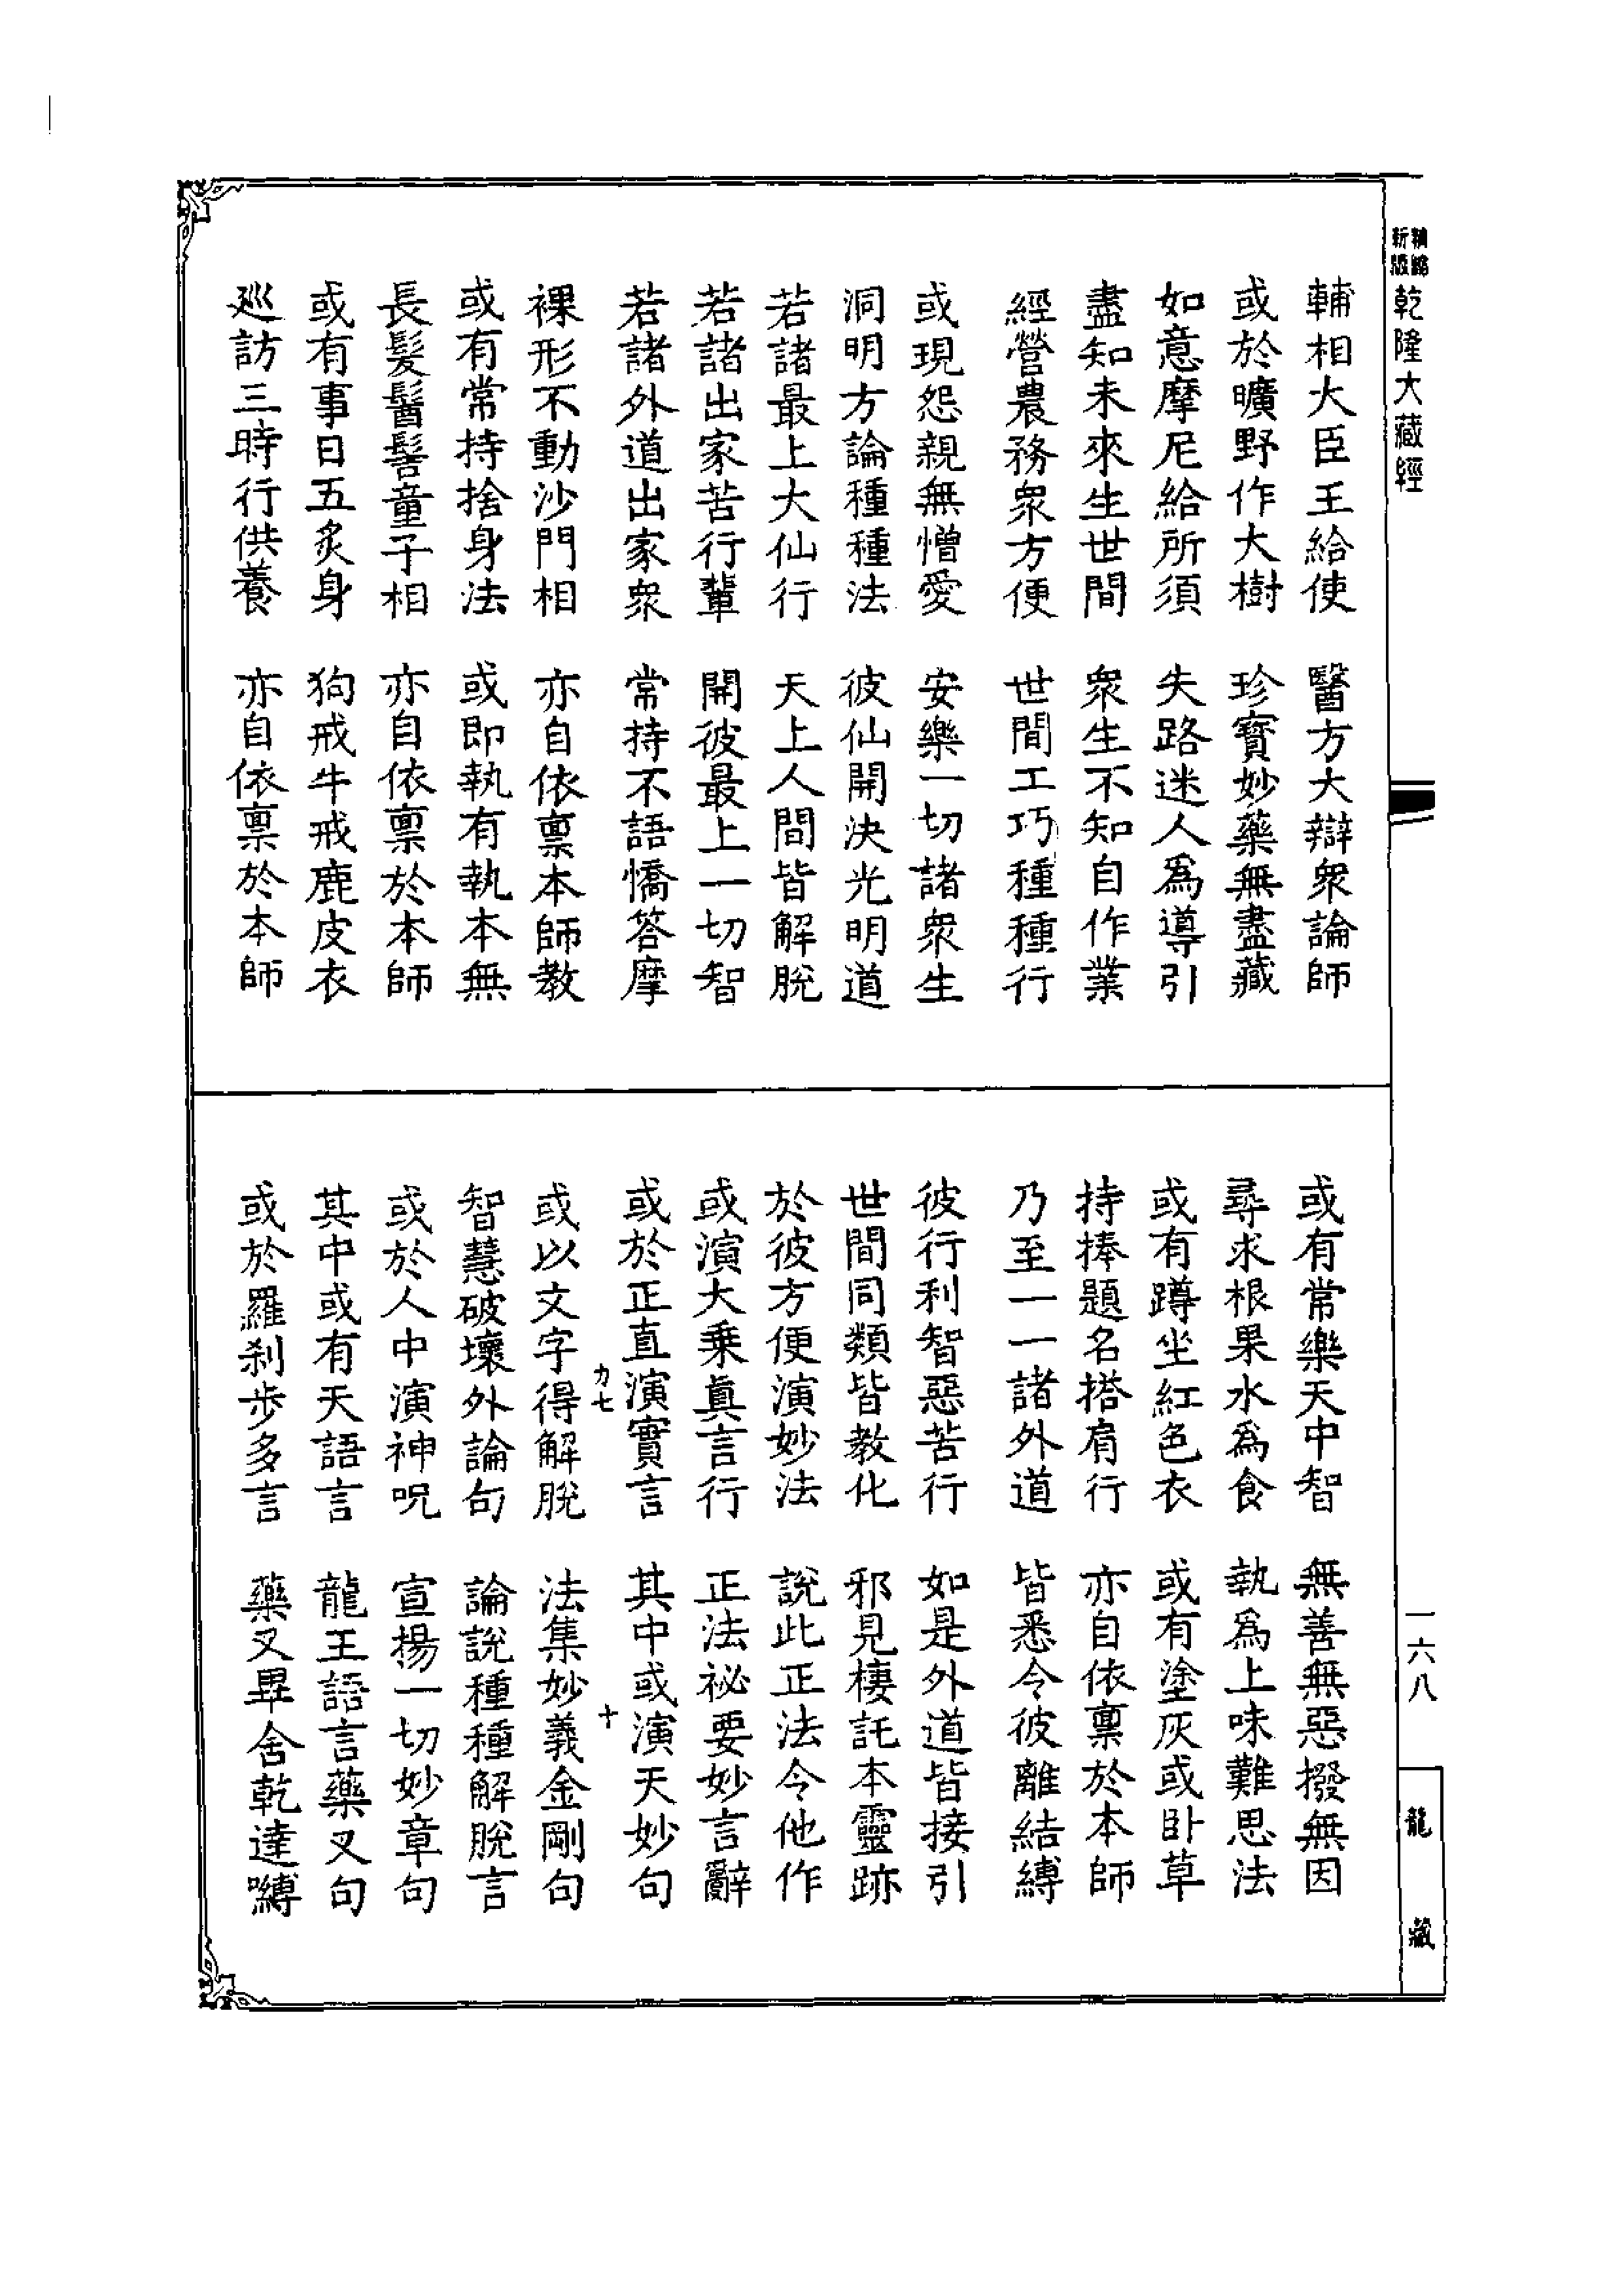 新版精縮乾隆大藏經
輔相大臣王給使　醫方大辯衆論師
或於曠野作大樹　珍寶妙藥無盡藏
如意摩尼給所須　失路迷人爲導引
盡知未來生世間　衆生不知自作業
經營農務衆方便　世間工巧種種行
或現怨親無憎愛　安樂一切諸衆生
洞明方論種種法　彼仙開決光明道
若諸最上大仙行　天上人間皆解脫
若諸出家苦行輩　開彼最上一切智
若諸外道出家衆　常持不語憍答摩
裸形不動沙門相　亦自依禀本師教
或有常持捨身法　或即執有執本無
長髮髻髻童子相　亦自依禀於本師
或有事日五炙身　狗戒牛戒鹿皮衣
巡訪三時行供養　亦自依禀於本師
或有常樂天中智　無善無惡撥無因
尋求根果水爲食　執爲上味難思法
或有蹲坐紅色衣　或有塗灰或卧草
持捧題名搭肩行　亦自依禀於本師
乃至一一諸外道　皆悉令彼離結縛
彼行利智惡苦行　如是外道皆接引
世間同類皆教化　邪見棲託本靈跡
於彼方便演妙法　說此正法令他作
或演大乗眞言行　正法祕要妙言辭
或於正直演實言　其中或演天妙句
力七　十
或以文字得解脫　法集妙義金剛句
智慧破壞外論句　論說種種解脫言
或於人中演神呪　宣揚一切妙章句
其中或有天語言　龍王語言藥叉句
或於羅刹步多言　藥叉畢舍乾達嚩
一六八
龍藏